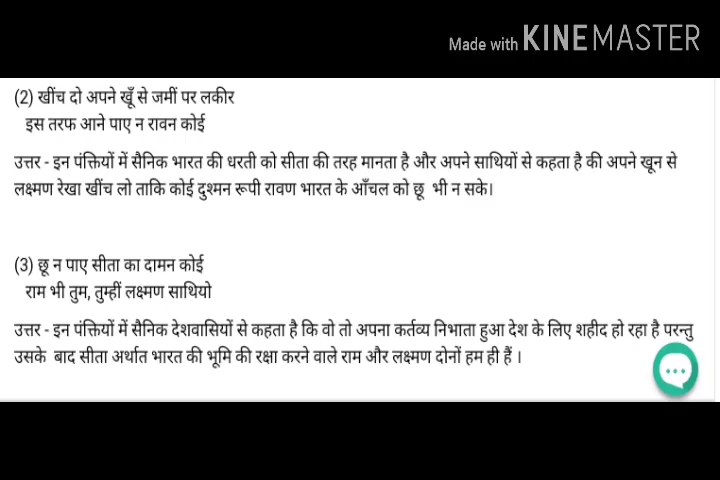 Made with KINEMASTER
(2) खींच दो अपने खूँ से जमीं पर लकीर
इस तरफ आने पाए न रावन कोई
उत्तर - इन पंक्तियों में सैनिक भारत की धरती को सीता की तरह मानता है और अपने साथियों से कहता है की अपने खून से
लक्ष्मण रेखा खींच लो ताकि कोई दुश्मन रूपी रावण भारत के आँचल को छू भी न सके।
(3) छू न पाए सीता का दामन कोई
राम भी तुम, तुम्हीं लक्ष्मण साथियो
उत्तर - इन पंक्तियों में सैनिक देशवासियों से कहता है कि वो तो अपना कर्तव्य निभाता हुआ देश के लिए शहीद हो रहा है परन्तु
उसके बाद सीता अर्थात भारत की भूमि की रक्षा करने वाले राम और लक्ष्मण दोनों हम ही हैं ।